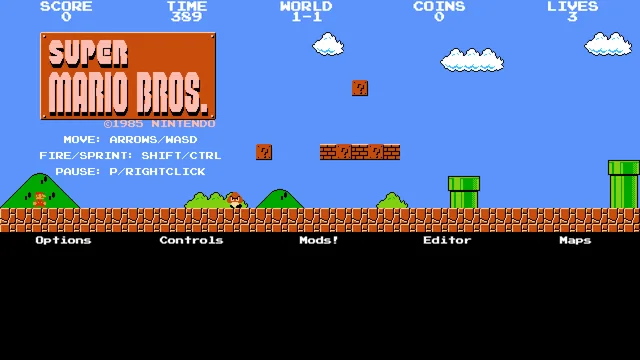 SCORE TIME WORLD COINS LIVES
0 389 1-1 0 3
SUPER
MARIO BROS.
©1985 NINTENDO
MOVE: ARROWS/WASD
FIRE/SPRINT: SHIFT/CTRL
PAUSE: P/RIGHTCLICK
? 
? ? ?
Options Controls Mods! Editor Maps